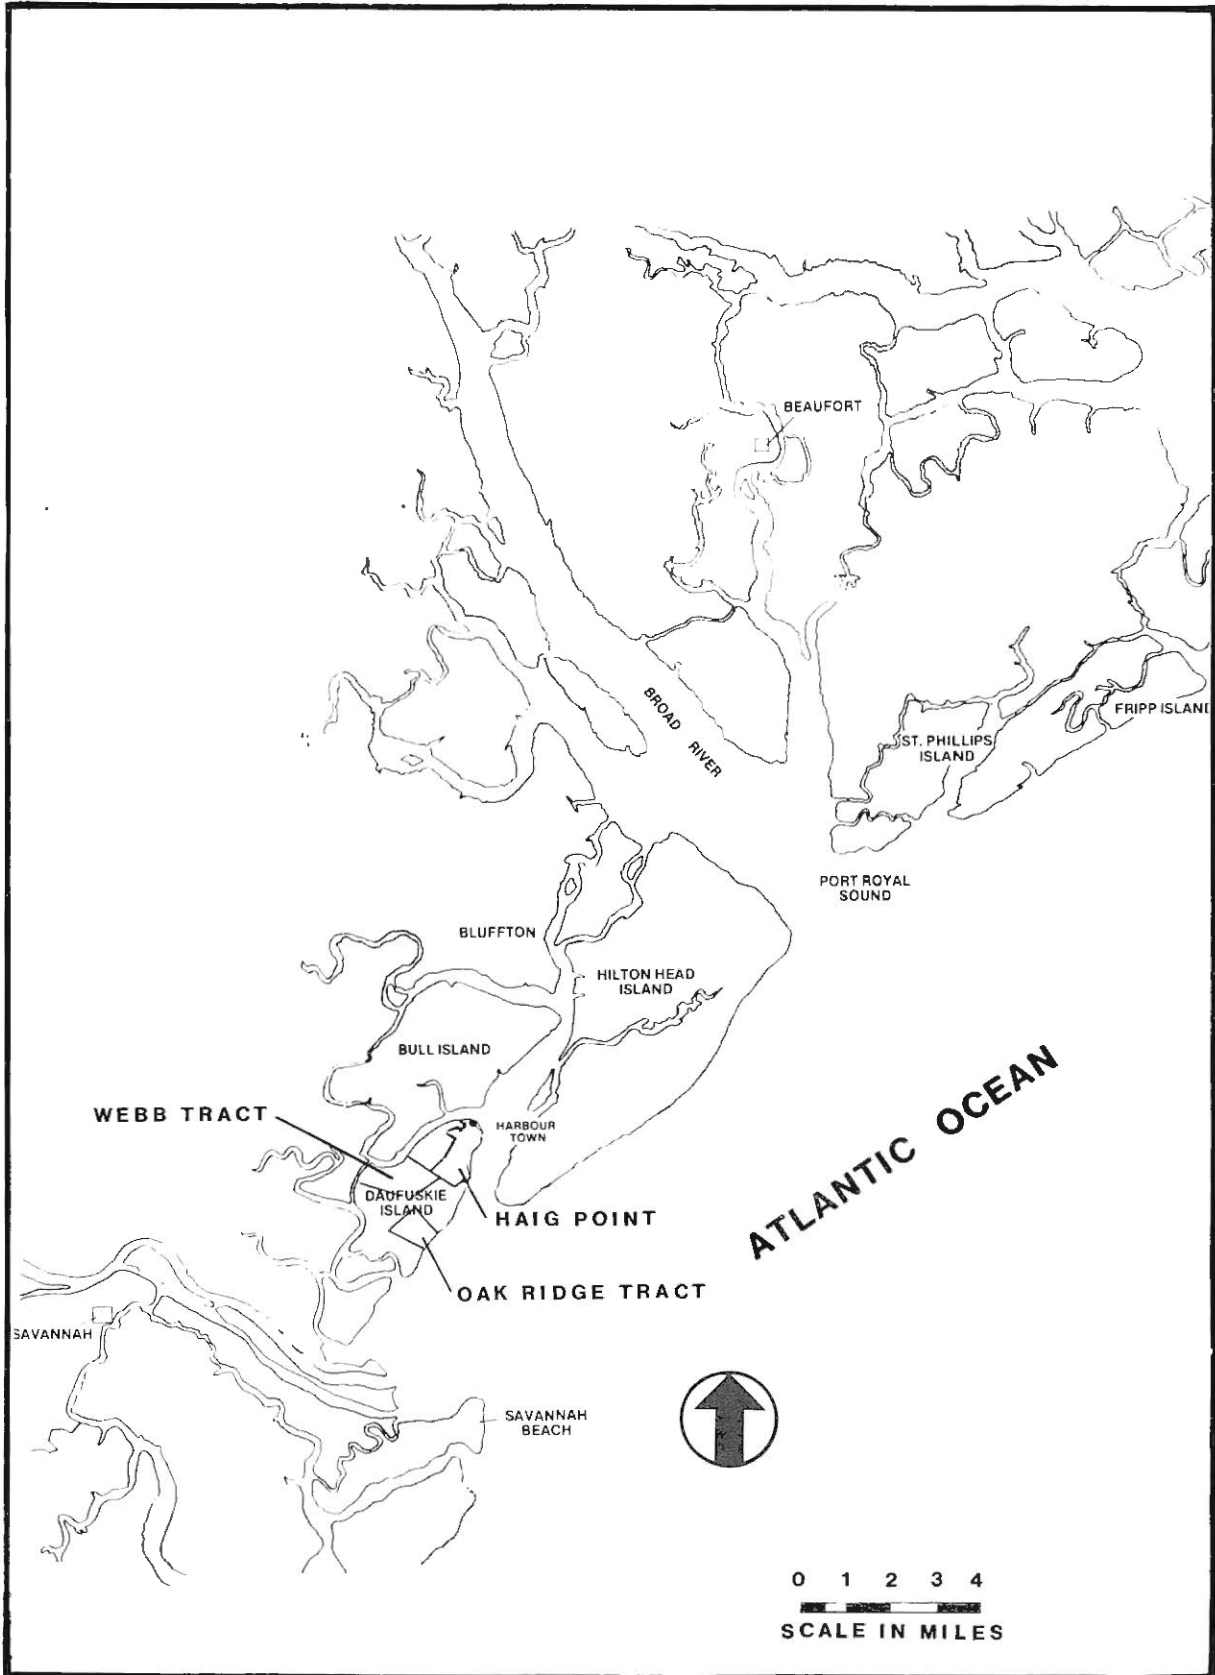 BEAUFORT
BROAD
RIVER
FRIPP ISLAND
ST. PHILLIPS
ISLAND
PORT ROYAL
SOUND
BLUFFTON
HILTON HEAD
ISLAND
BULL ISLAND
WEBB TRACT
HARBOUR
TOWN
ATLANTIC OCEAN
DAUFUSKIE
ISLAND
HAIG POINT
OAK RIDGE TRACT
SAVANNAH
SAVANNAH
BEACH
0 1 2 3 4
SCALE IN MILES